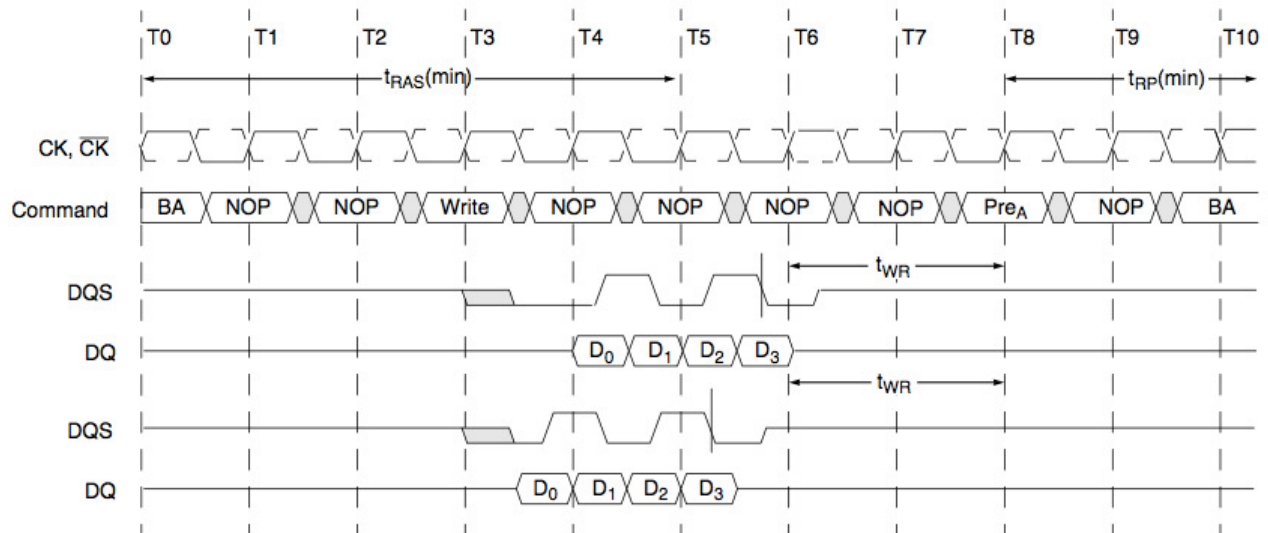 T0 T1 T2 T3 T4 T5 T6 T7 T8 T9 T10
tRAS(min) tRP(min)
CK, C̅K̅
Command BA NOP NOP Write NOP NOP NOP NOP PreA NOP BA
tWR
DQS
DQ D0 D1 D2 D3
tWR
DQS
DQ D0 D1 D2 D3